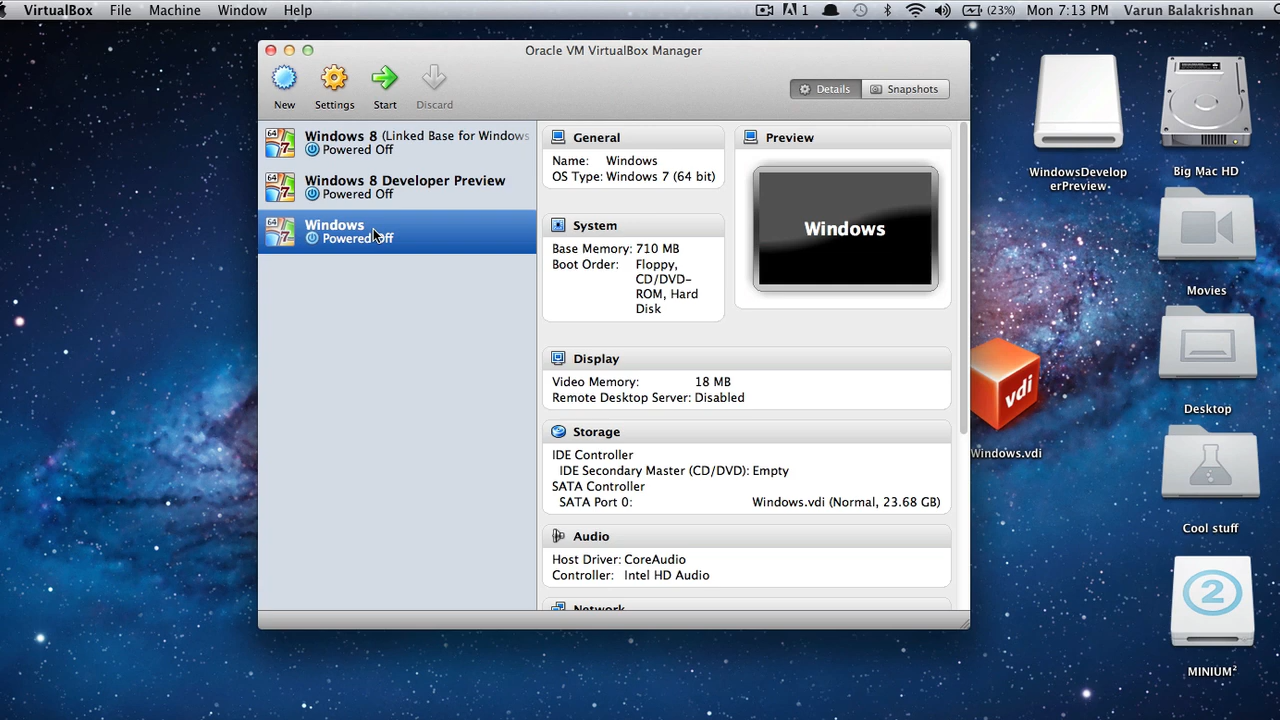 VirtualBox File Machine Window Help 1 (23%) Mon 7:13 PM Varun Balakrishnan
Oracle VM VirtualBox Manager
New Settings Start Discard
Details Snapshots
64 7 Windows 8 (Linked Base for Windows
Powered Off
64 7 Windows 8 Developer Preview
Powered Off
64 7 Windows
Powered Off
General
Name: Windows
OS Type: Windows 7 (64 bit)
Preview
Windows
System
Base Memory: 710 MB
Boot Order: Floppy,
CD/DVD-
ROM, Hard
Disk
Display
Video Memory: 18 MB
Remote Desktop Server: Disabled
Storage
IDE Controller
IDE Secondary Master (CD/DVD): Empty
SATA Controller
SATA Port 0: Windows.vdi (Normal, 23.68 GB)
Audio
Host Driver: CoreAudio
Controller: Intel HD Audio
Network
WindowsDevelop
erPreview
Big Mac HD
Movies
vdi
Windows.vdi
Desktop
Cool stuff
2
MINIUM²